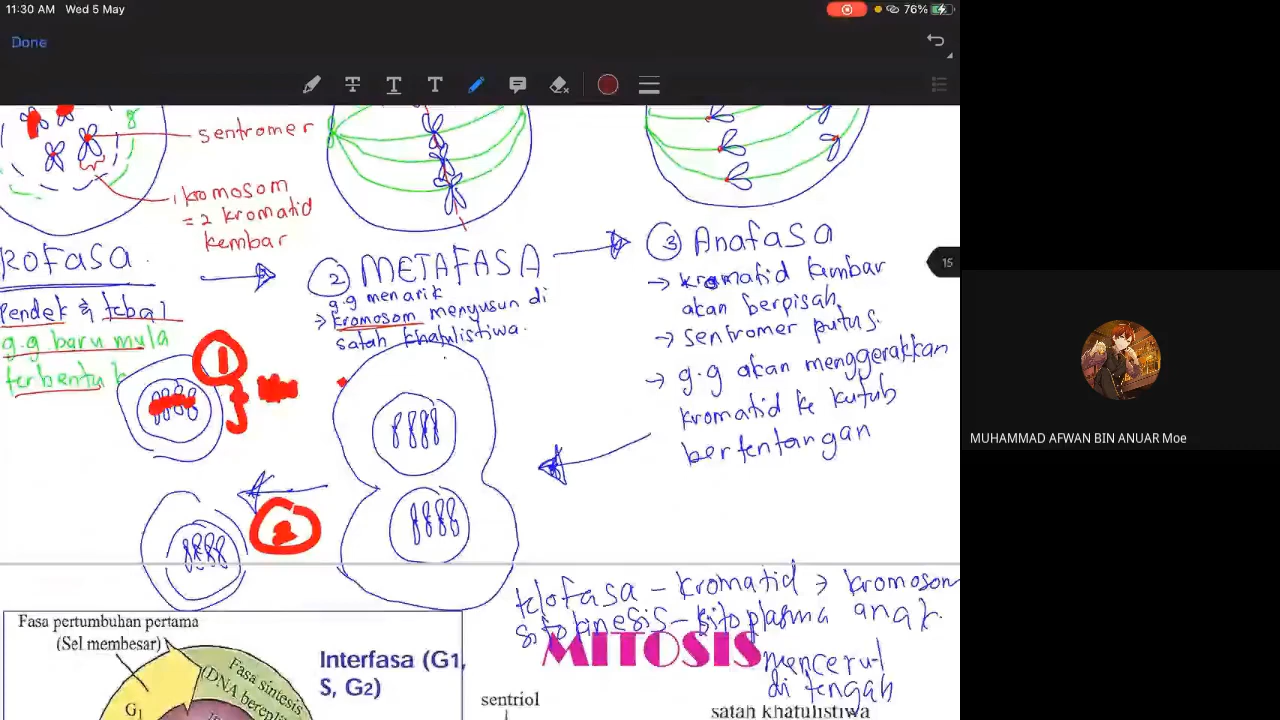 11:30 AM Wed 5 May
76%
Done
8
sentromer
1 kromosom
= 2 kromatid
kembar
ROFASA.
Pendek & tebal
g.g baru mula
terbentuk
1
2 METAFASA
g.g menarik
→ kromosom menyusun di
satah khatulistiwa.
3 Anafasa
→ kromatid kembar
akan berpisah.
→ sentromer putus.
→ g.g akan menggerakkan
kromatid ke kutub
bertentangan
15
2
telofasa - kromatid → kromosom
anak.
sitokinesis - sitoplasma
mencerut
di tengah
MITOSIS
Fasa pertumbuhan pertama
(Sel membesar)
G1
Fasa sintesis
(DNA berepli
Interfasa (G1,
S, G2)
sentriol
satah khatulistiwa
MUHAMMAD AFWAN BIN ANUAR Moe